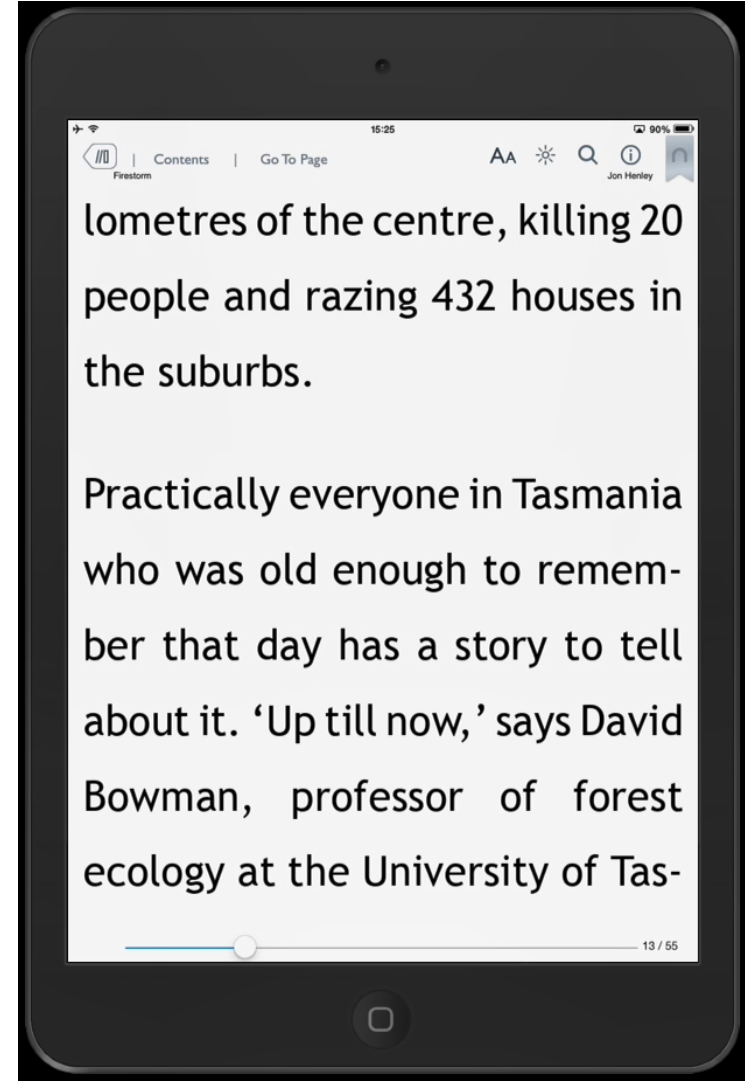 15:25
90%
Contents | Go To Page
AA
Firestorm
Jon Henley
lometres of the centre, killing 20
people and razing 432 houses in
the suburbs.
Practically everyone in Tasmania
who was old enough to remem-
ber that day has a story to tell
about it. ‘Up till now,’ says David
Bowman, professor of forest
ecology at the University of Tas-
13 / 55